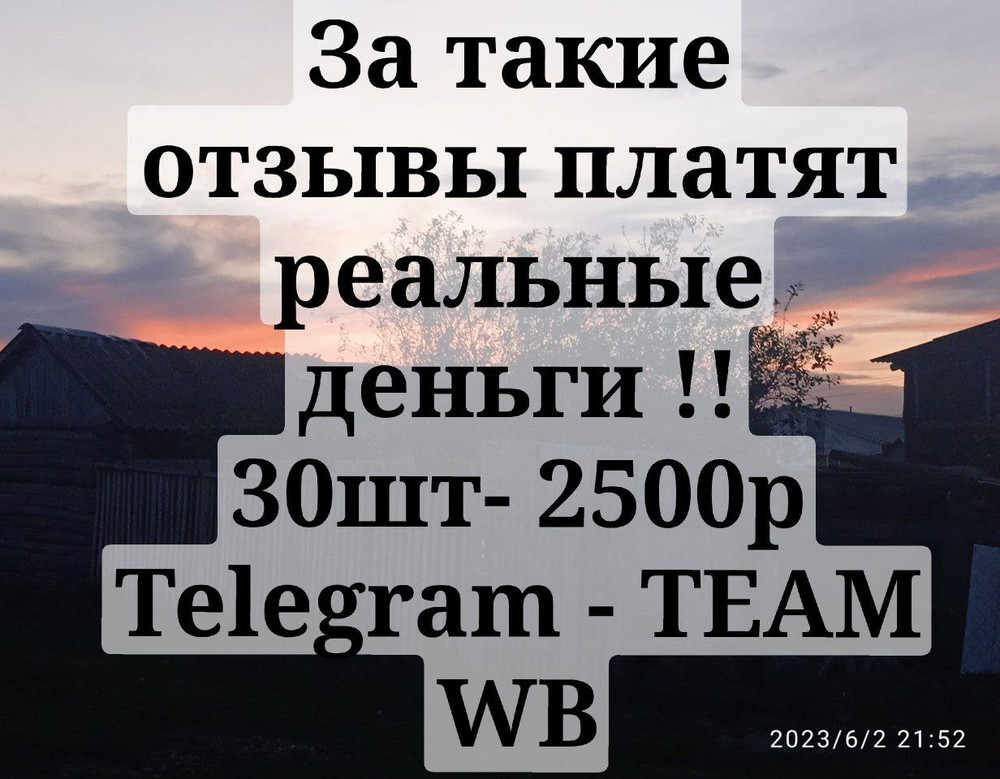 За такие
отзывы платят
реальные
деньги !!
30шт- 2500р
Telegram - TEAM
WB
2023/6/2 21:52